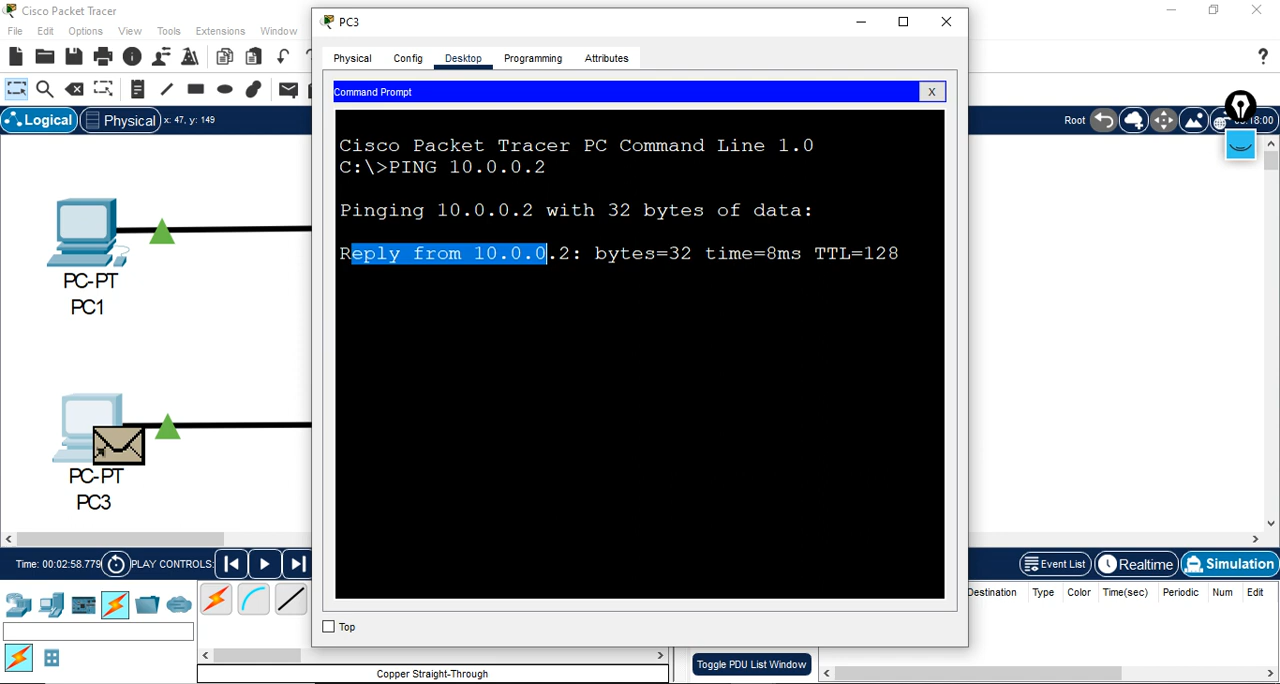 Cisco Packet Tracer
File Edit Options View Tools Extensions Window
Logical Physical x: 47, y: 149
Root
18:00
PC-PT
PC1
PC-PT
PC3
PC3
Physical Config Desktop Programming Attributes
Command Prompt X
Cisco Packet Tracer PC Command Line 1.0
C:\>PING 10.0.0.2
Pinging 10.0.0.2 with 32 bytes of data:
Reply from 10.0.0.2: bytes=32 time=8ms TTL=128
Top
Time: 00:02:58.779 PLAY CONTROLS:
Event List Realtime Simulation
Destination Type Color Time(sec) Periodic Num Edit
Copper Straight-Through
Toggle PDU List Window